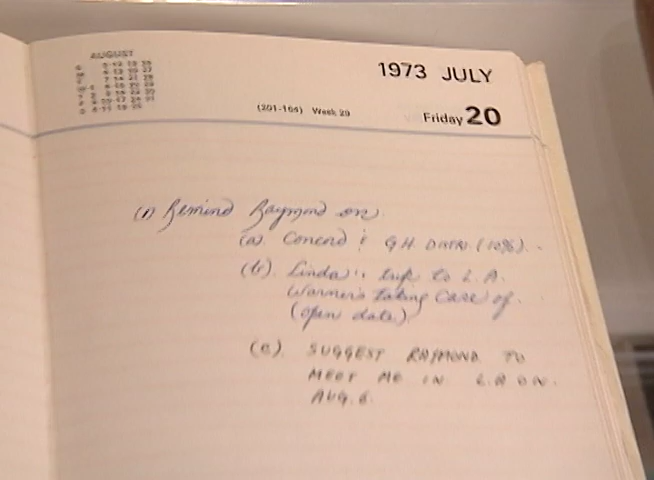 AUGUST
1973 JULY
(201-164) Week 29
Friday 20
(1) Remind Raymond on
(a). Concord & G.H. DATA. (10%).
(b). Linda's trip to L.A.
Warner's taking care of.
(open date)
(c). SUGGEST RAYMOND TO
MEET ME IN L.A ON.
AUG. 6.